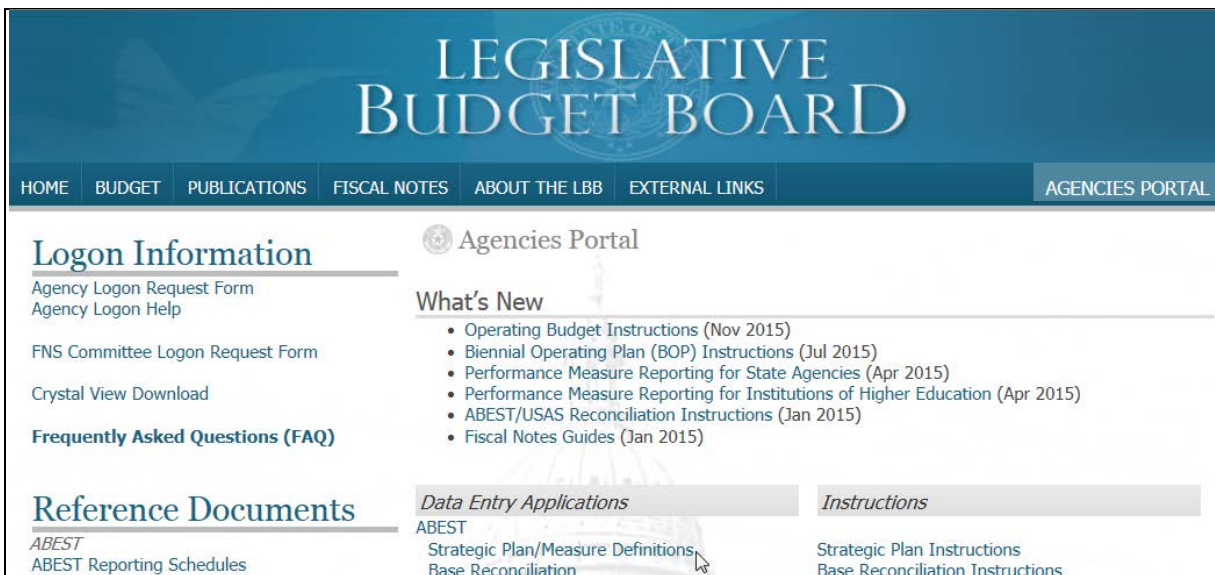 LEGISLATIVE
BUDGET BOARD
HOME BUDGET PUBLICATIONS FISCAL NOTES ABOUT THE LBB EXTERNAL LINKS AGENCIES PORTAL
Logon Information
Agency Logon Request Form
Agency Logon Help
FNS Committee Logon Request Form
Crystal View Download
Frequently Asked Questions (FAQ)
Reference Documents
ABEST
ABEST Reporting Schedules
Agencies Portal
What's New
• Operating Budget Instructions (Nov 2015)
• Biennial Operating Plan (BOP) Instructions (Jul 2015)
• Performance Measure Reporting for State Agencies (Apr 2015)
• Performance Measure Reporting for Institutions of Higher Education (Apr 2015)
• ABEST/USAS Reconciliation Instructions (Jan 2015)
• Fiscal Notes Guides (Jan 2015)
Data Entry Applications
ABEST
Strategic Plan/Measure Definitions
Base Reconciliation
Instructions
Strategic Plan Instructions
Base Reconciliation Instructions